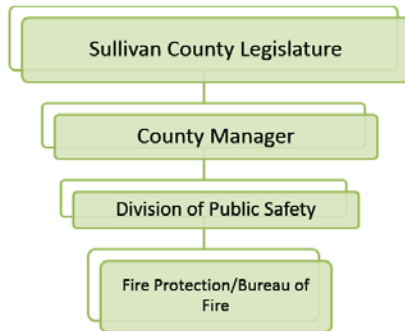 Sullivan County Legislature
County Manager
Division of Public Safety
Fire Protection/Bureau of
Fire